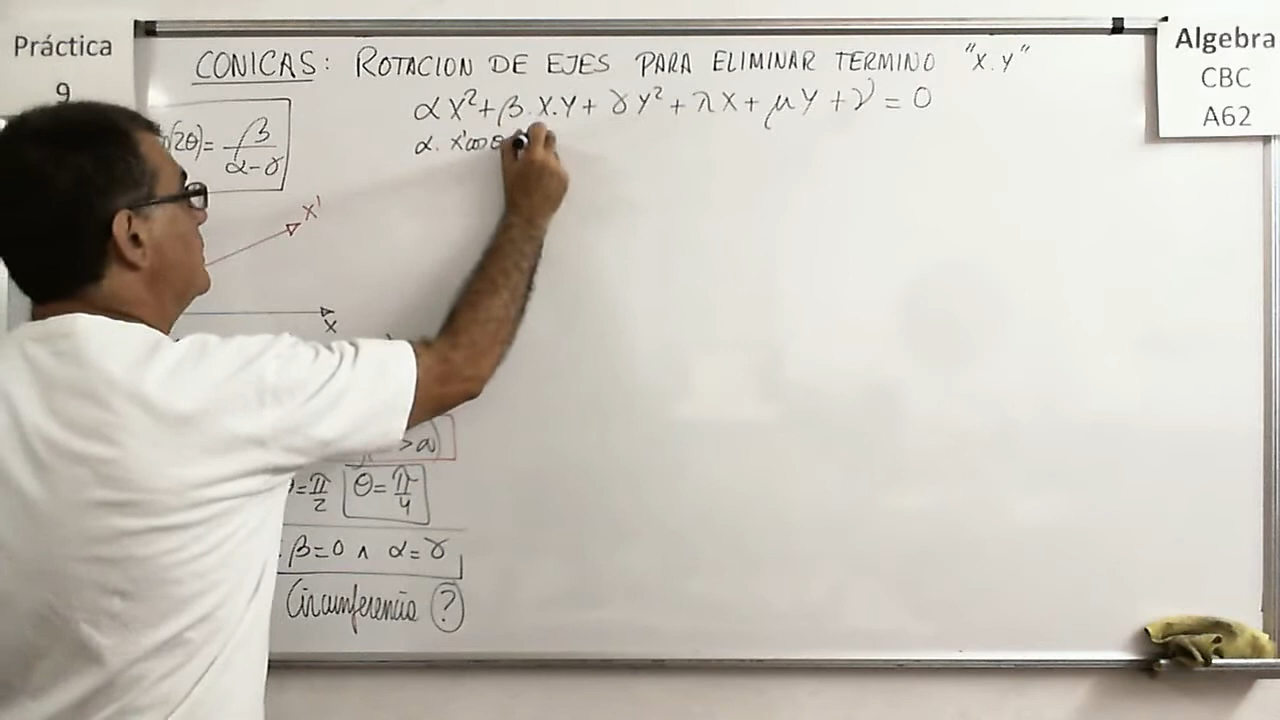 Práctica
9
Algebra
CBC
A62
CONICAS: ROTACION DE EJES PARA ELIMINAR TERMINO "X.Y"
αX²+β.X.Y+γY²+λX+μY+ν=0
α. X'cosθ
(2θ)=β/(α-γ)
X'
X
>a
=π/2 θ=π/4
β=0 ∧ α=γ
Circunferencia ?